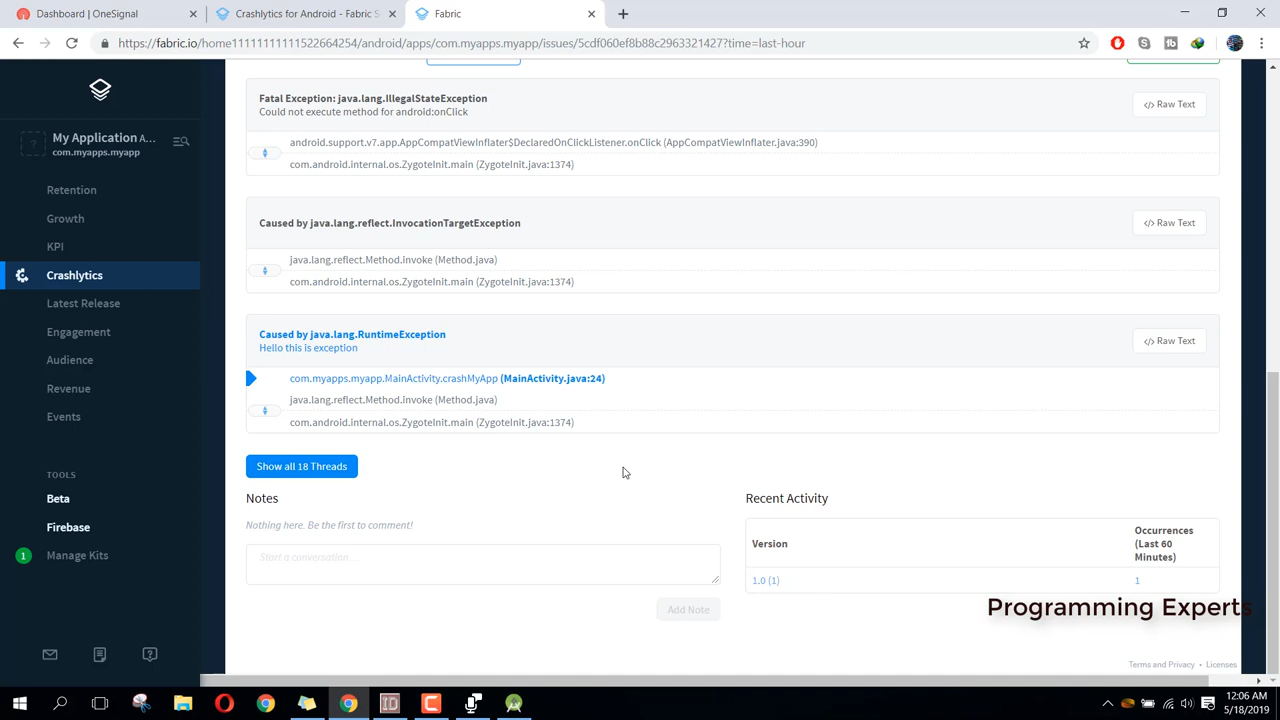 Dashboard | OneSignal
Crashlytics for Android - Fabric S
Fabric
https://fabric.io/home1111111111522664254/android/apps/com.myapps.myapp/issues/5cdf060ef8b88c2963321427?time=last-hour
My Application A...
com.myapps.myapp
Retention
Growth
KPI
Crashlytics
Latest Release
Engagement
Audience
Revenue
Events
TOOLS
Beta
Firebase
1 Manage Kits
Fatal Exception: java.lang.IllegalStateException
Could not execute method for android:onClick
</> Raw Text
android.support.v7.app.AppCompatViewInflater$DeclaredOnClickListener.onClick (AppCompatViewInflater.java:390)
com.android.internal.os.ZygoteInit.main (ZygoteInit.java:1374)
Caused by java.lang.reflect.InvocationTargetException
</> Raw Text
java.lang.reflect.Method.invoke (Method.java)
com.android.internal.os.ZygoteInit.main (ZygoteInit.java:1374)
Caused by java.lang.RuntimeException
Hello this is exception
</> Raw Text
com.myapps.myapp.MainActivity.crashMyApp (MainActivity.java:24)
java.lang.reflect.Method.invoke (Method.java)
com.android.internal.os.ZygoteInit.main (ZygoteInit.java:1374)
Show all 18 Threads
Notes
Nothing here. Be the first to comment!
Start a conversation...
Add Note
Recent Activity
Version
Occurrences
(Last 60
Minutes)
1.0 (1)
1
Programming Experts
Terms and Privacy • Licenses
12:06 AM
5/18/2019